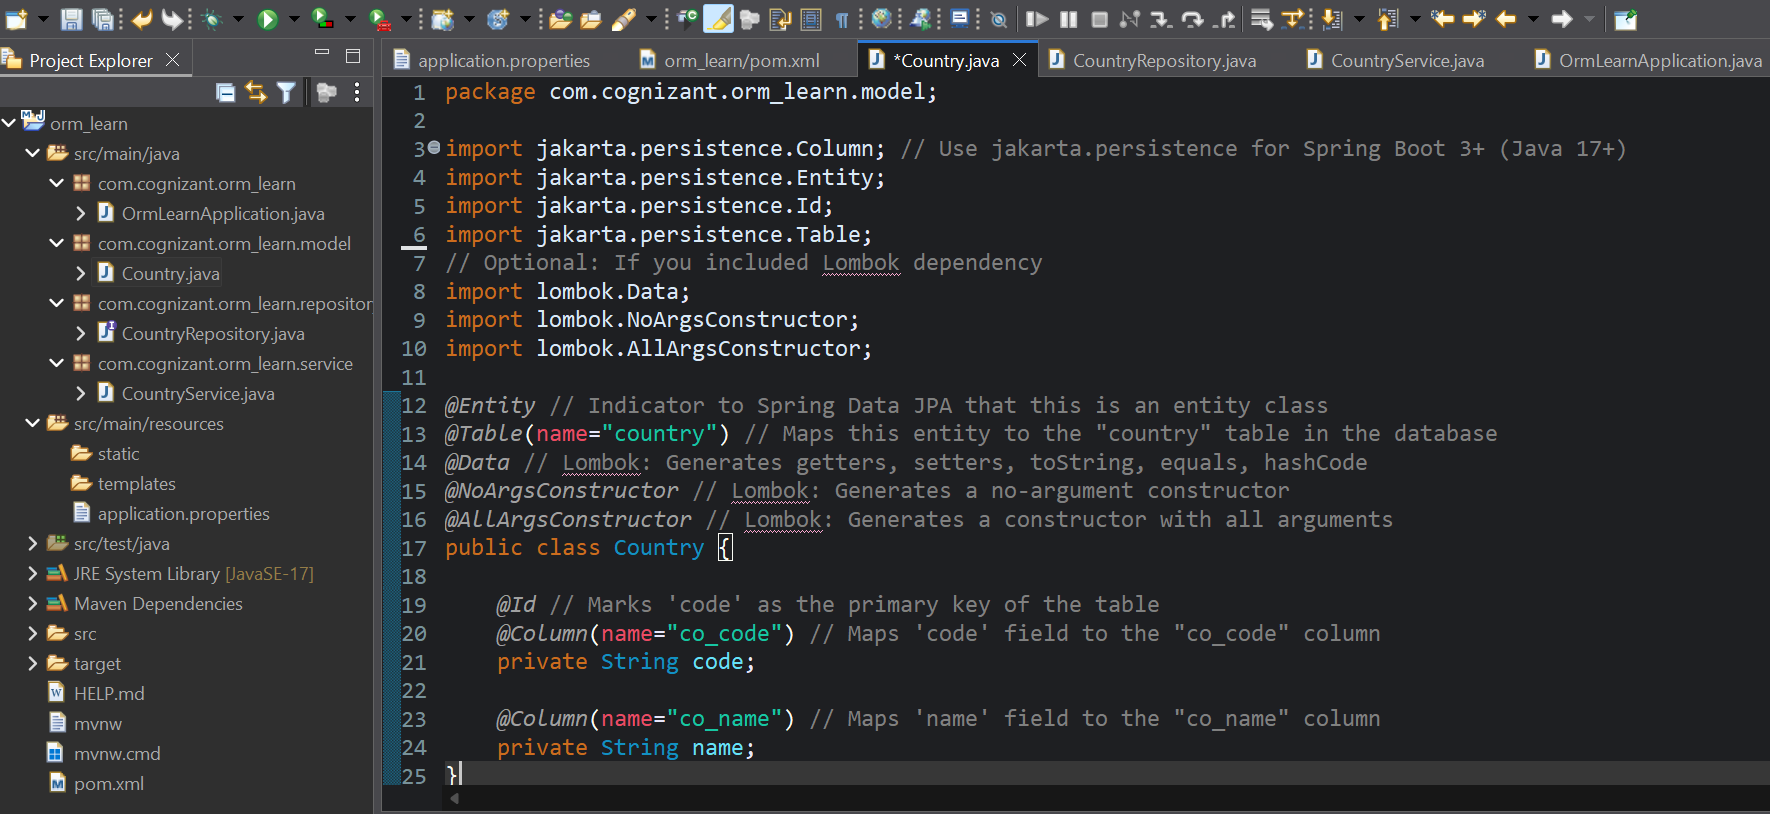 Project Explorer
application.properties
orm_learn/pom.xml
*Country.java
CountryRepository.java
CountryService.java
OrmLearnApplication.java
orm_learn
src/main/java
com.cognizant.orm_learn
OrmLearnApplication.java
com.cognizant.orm_learn.model
Country.java
com.cognizant.orm_learn.repositor
CountryRepository.java
com.cognizant.orm_learn.service
CountryService.java
src/main/resources
static
templates
application.properties
src/test/java
JRE System Library [JavaSE-17]
Maven Dependencies
src
target
HELP.md
mvnw
mvnw.cmd
pom.xml
1 package com.cognizant.orm_learn.model;
2
3 import jakarta.persistence.Column; // Use jakarta.persistence for Spring Boot 3+ (Java 17+)
4 import jakarta.persistence.Entity;
5 import jakarta.persistence.Id;
6 import jakarta.persistence.Table;
7 // Optional: If you included Lombok dependency
8 import lombok.Data;
9 import lombok.NoArgsConstructor;
10 import lombok.AllArgsConstructor;
11
12 @Entity // Indicator to Spring Data JPA that this is an entity class
13 @Table(name="country") // Maps this entity to the "country" table in the database
14 @Data // Lombok: Generates getters, setters, toString, equals, hashCode
15 @NoArgsConstructor // Lombok: Generates a no-argument constructor
16 @AllArgsConstructor // Lombok: Generates a constructor with all arguments
17 public class Country {
18
19 @Id // Marks 'code' as the primary key of the table
20 @Column(name="co_code") // Maps 'code' field to the "co_code" column
21 private String code;
22
23 @Column(name="co_name") // Maps 'name' field to the "co_name" column
24 private String name;
25 }